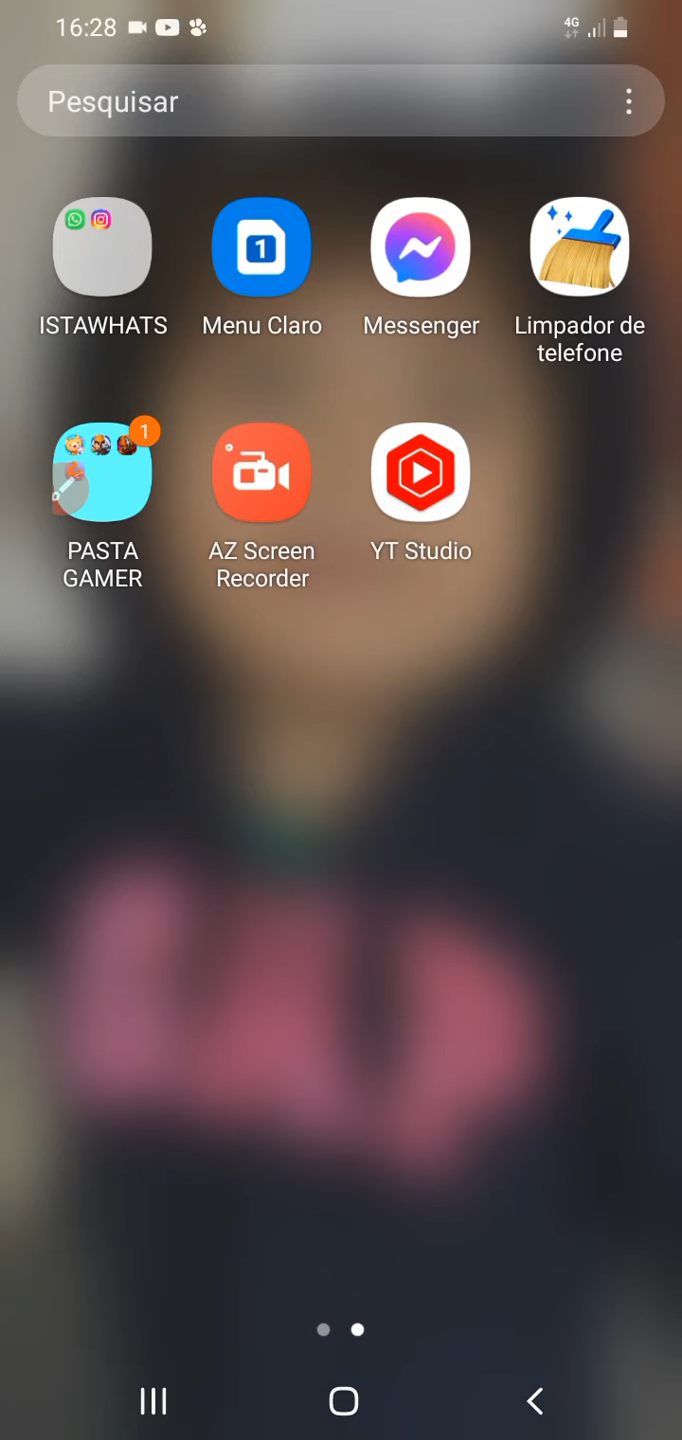 16:28
4G
Pesquisar
ISTAWHATS
Menu Claro
Messenger
Limpador de
telefone
1
1
PASTA
GAMER
AZ Screen
Recorder
YT Studio